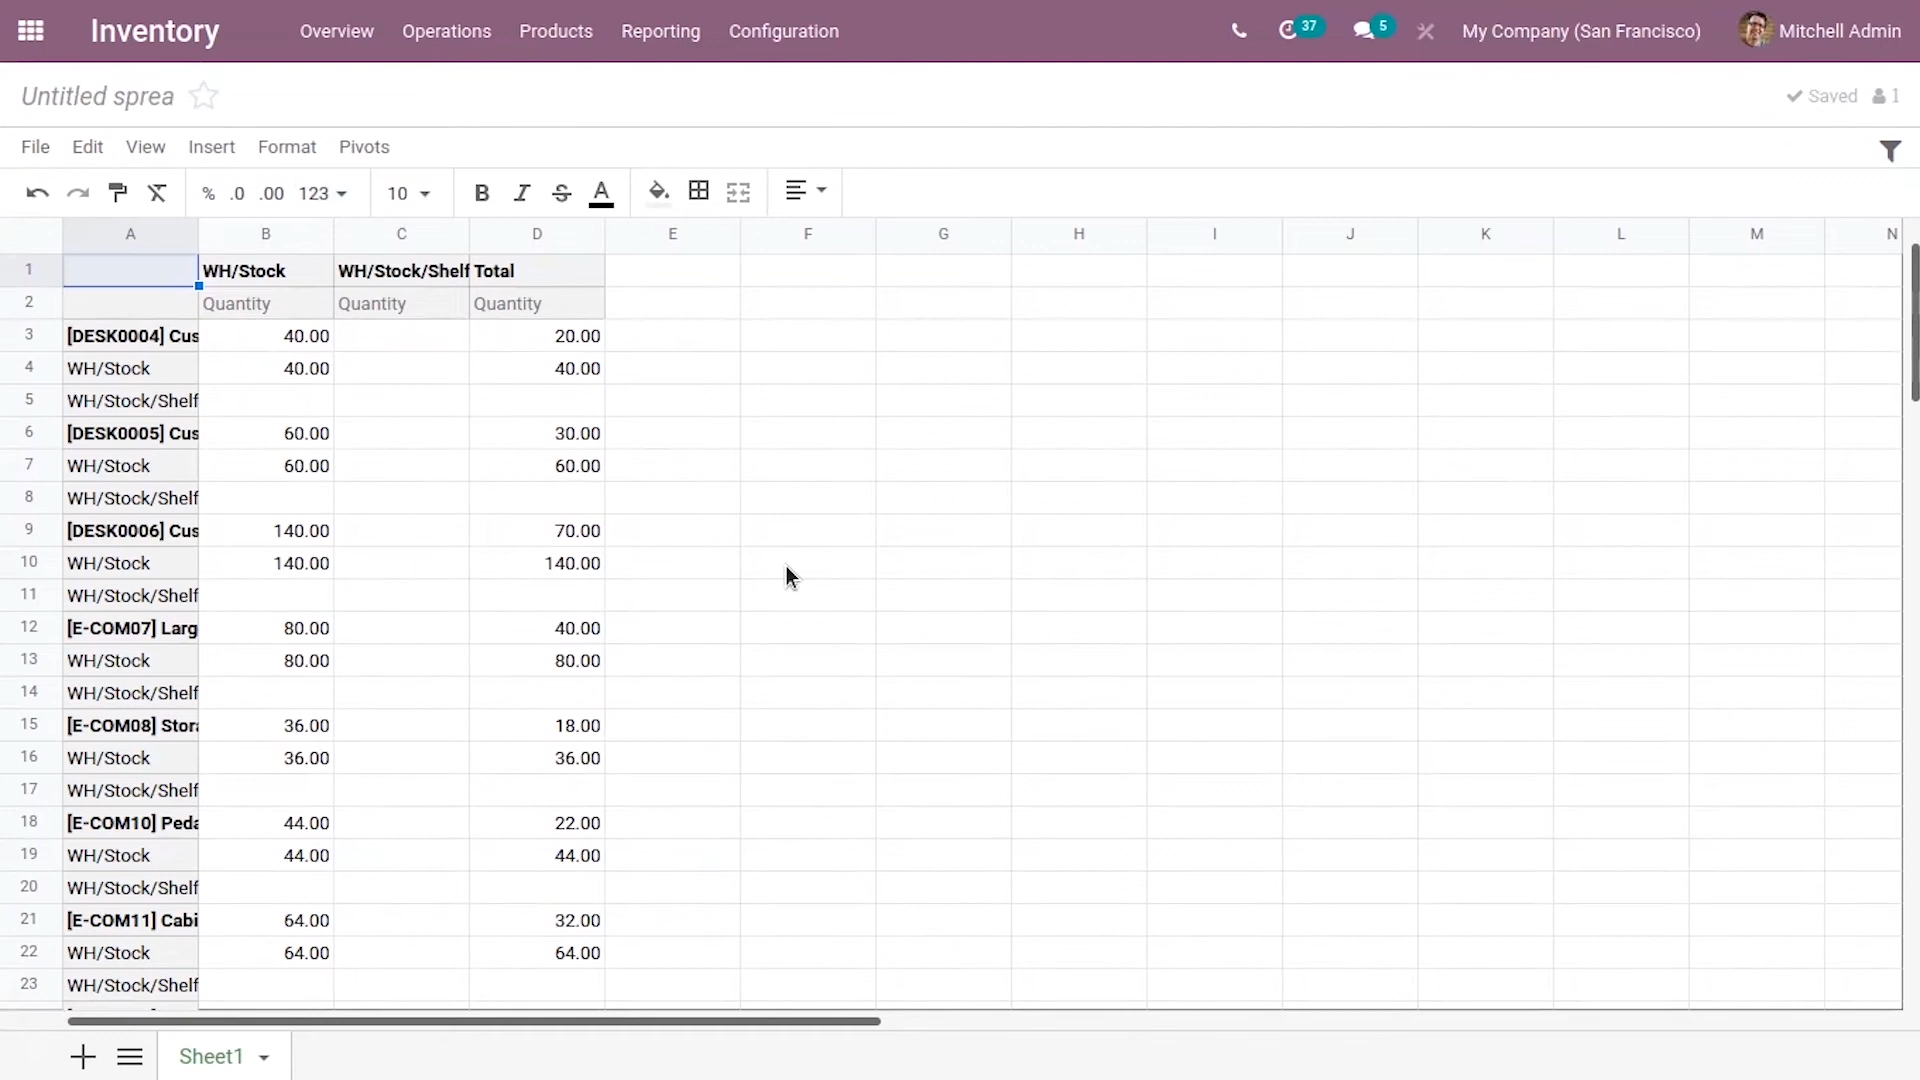 Inventory Overview Operations Products Reporting Configuration 37 5 My Company (San Francisco) Mitchell Admin
Untitled sprea Saved 1
File Edit View Insert Format Pivots
% .0 .00 123 10 B I S A
A B C D E F G H I J K L M N
1 WH/Stock WH/Stock/Shelf Total
2 Quantity Quantity Quantity
3 [DESK0004] Cus 40.00 20.00
4 WH/Stock 40.00 40.00
5 WH/Stock/Shelf
6 [DESK0005] Cus 60.00 30.00
7 WH/Stock 60.00 60.00
8 WH/Stock/Shelf
9 [DESK0006] Cus 140.00 70.00
10 WH/Stock 140.00 140.00
11 WH/Stock/Shelf
12 [E-COM07] Larg 80.00 40.00
13 WH/Stock 80.00 80.00
14 WH/Stock/Shelf
15 [E-COM08] Stora 36.00 18.00
16 WH/Stock 36.00 36.00
17 WH/Stock/Shelf
18 [E-COM10] Peda 44.00 22.00
19 WH/Stock 44.00 44.00
20 WH/Stock/Shelf
21 [E-COM11] Cabi 64.00 32.00
22 WH/Stock 64.00 64.00
23 WH/Stock/Shelf
Sheet1